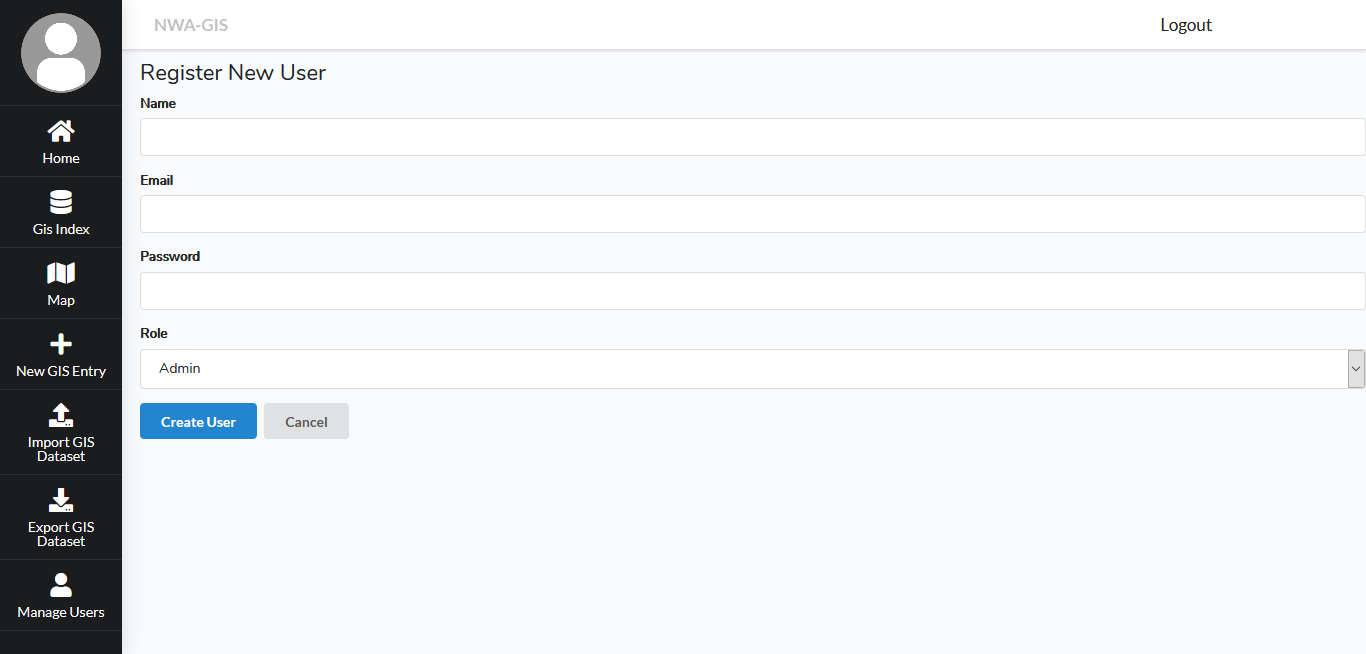 NWA-GIS
Logout
Home
Gis Index
Map
New GIS Entry
Import GIS
Dataset
Export GIS
Dataset
Manage Users
Register New User
Name
Email
Password
Role
Admin
Create User
Cancel